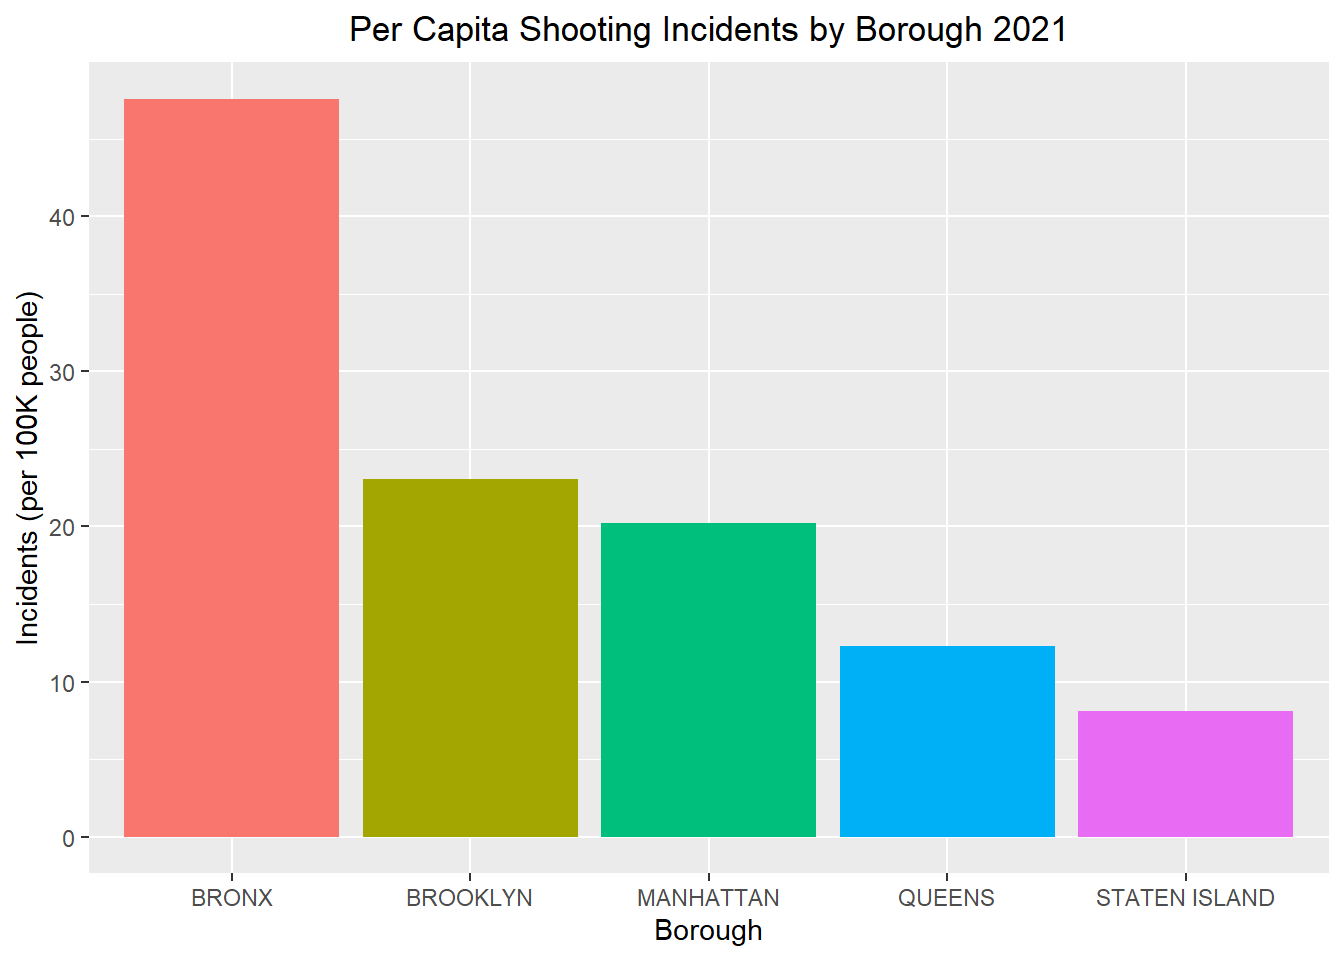 Per Capita Shooting Incidents by Borough 2021
Incidents (per 100K people)
40
30
20
10
0
BRONX BROOKLYN MANHATTAN QUEENS STATEN ISLAND
Borough